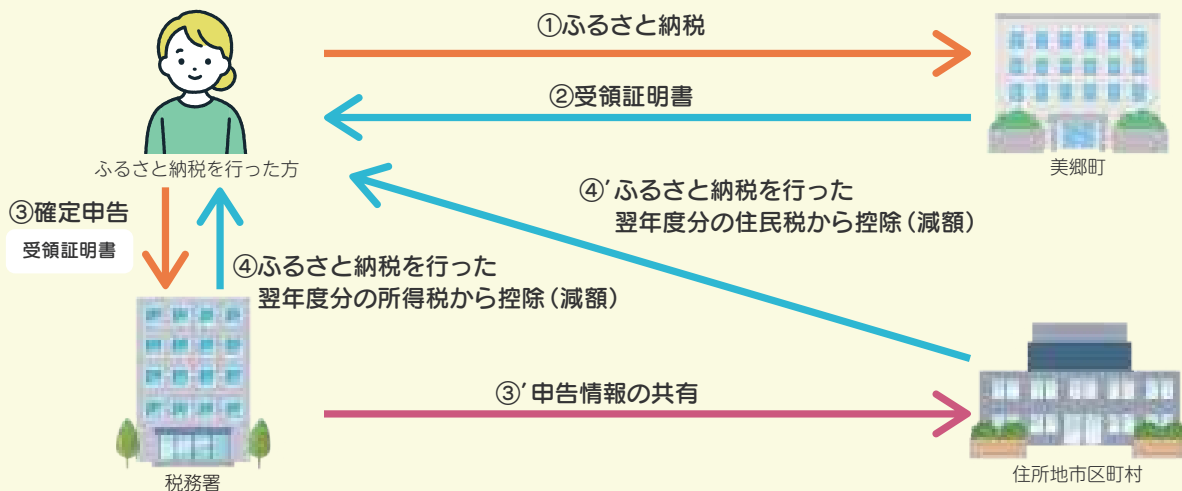 ①ふるさと納税
②受領証明書
ふるさと納税を行った方
美郷町
③確定申告
受領証明書
④’ふるさと納税を行った
翌年度分の住民税から控除（減額）
④ふるさと納税を行った
翌年度分の所得税から控除（減額）
③’申告情報の共有
税務署
住所地市区町村